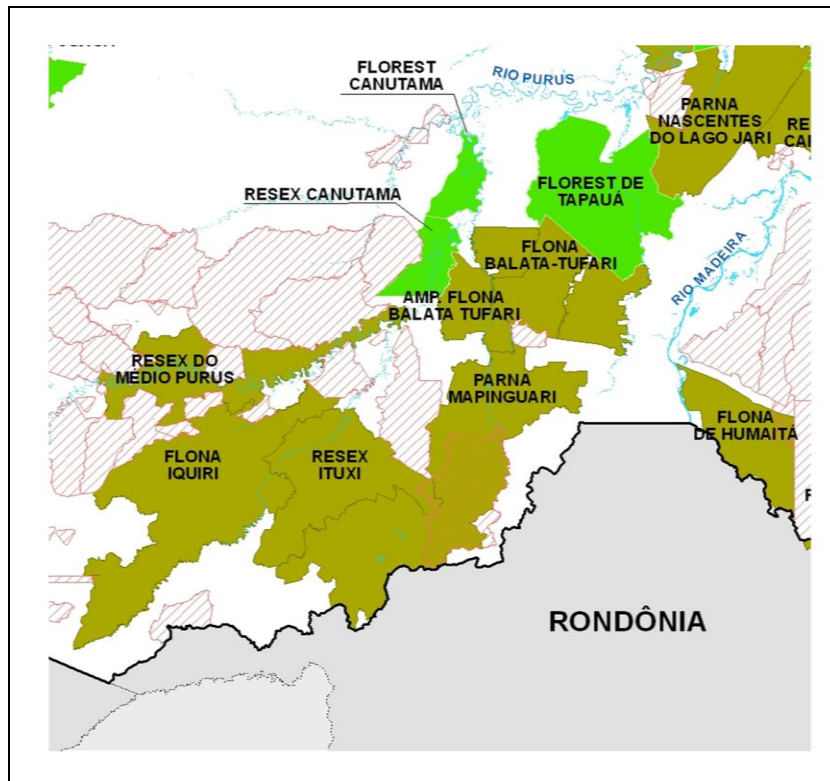 FLOREST
CANUTAMA
RIO PURUS
PARNA
NASCENTES
DO LAGO JARI
RESEX CANUTAMA
FLOREST DE
TAPAUÁ
FLONA
BALATA-TUFARI
RIO MADEIRA
AMP. FLONA
BALATA TUFARI
RESEX DO
MÉDIO PURUS
PARNA
MAPINGUARI
FLONA
DE HUMAITÁ
FLONA
IQUIRI
RESEX
ITUXI
RONDÔNIA